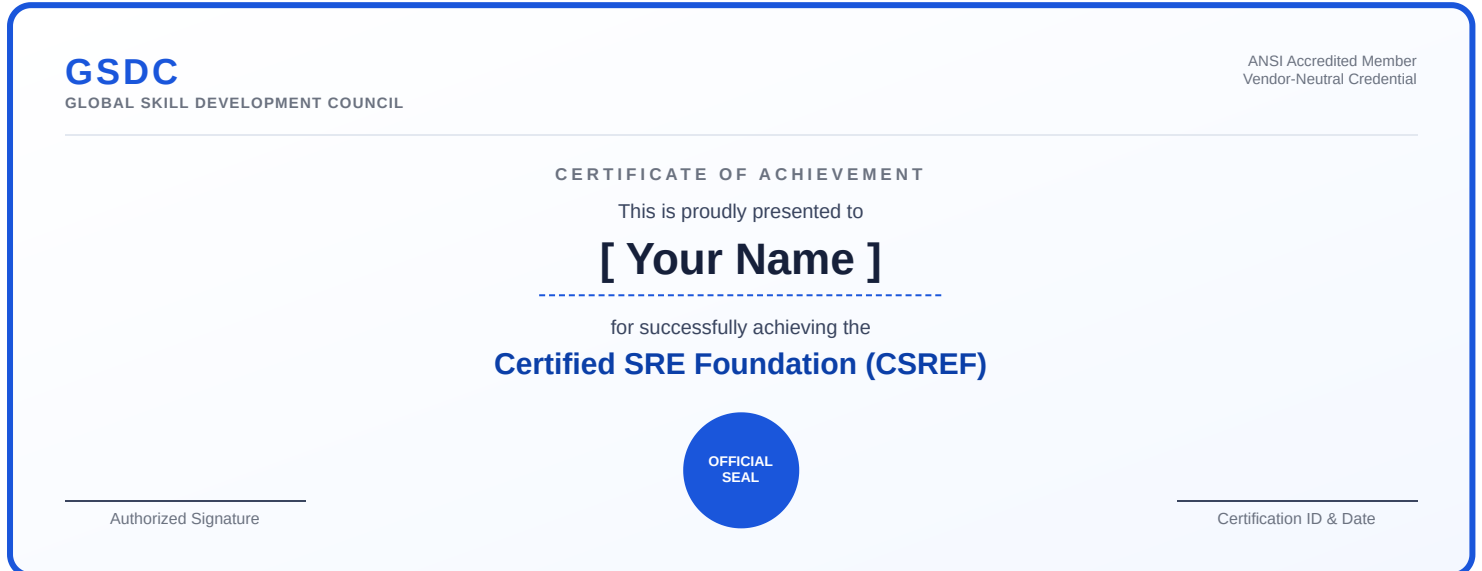 GSDC
GLOBAL SKILL DEVELOPMENT COUNCIL
ANSI Accredited Member
Vendor-Neutral Credential
CERTIFICATE OF ACHIEVEMENT
This is proudly presented to
[ Your Name ]
for successfully achieving the
Certified SRE Foundation (CSREF)
OFFICIAL
SEAL
Authorized Signature
Certification ID & Date